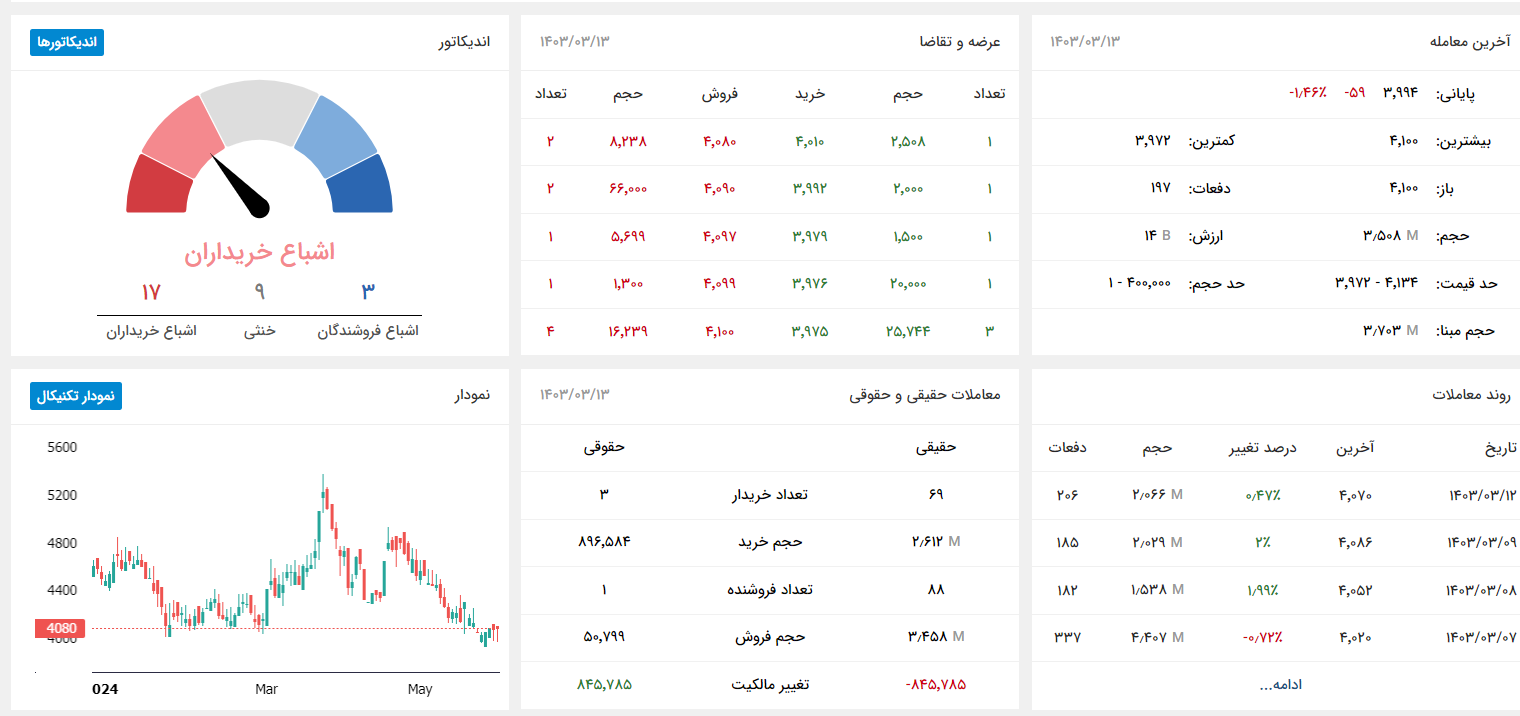 آخرین معامله ۱۴۰۳/۰۳/۱۳
پایانی: ۳,۹۹۴ -۵۹ -۱٫۴۶٪
بیشترین: ۴,۱۰۰ کمترین: ۳,۹۷۲
باز: ۴,۱۰۰ دفعات: ۱۹۷
حجم: ۳٫۵۰۸ M ارزش: ۱۴ B
حد قیمت: ۳,۹۷۲ - ۴,۱۳۴ حد حجم: ۱ - ۴۰۰,۰۰۰
حجم مبنا: ۳٫۷۰۳ M
عرضه و تقاضا ۱۴۰۳/۰۳/۱۳
تعداد حجم خرید فروش حجم تعداد
۱ ۲,۵۰۸ ۴,۰۱۰ ۴,۰۸۰ ۸,۲۳۸ ۲
۱ ۲,۰۰۰ ۳,۹۹۲ ۴,۰۹۰ ۶۶,۰۰۰ ۲
۱ ۱,۵۰۰ ۳,۹۷۹ ۴,۰۹۷ ۵,۶۹۹ ۱
۱ ۲۰,۰۰۰ ۳,۹۷۶ ۴,۰۹۹ ۱,۳۰۰ ۱
۳ ۲۵,۷۴۴ ۳,۹۷۵ ۴,۱۰۰ ۱۶,۲۳۹ ۴
اندیکاتور اندیکاتورها
اشباع خریداران
۳ ۹ ۱۷
اشباع فروشندگان خنثی اشباع خریداران
روند معاملات
تاریخ آخرین درصد تغییر حجم دفعات
۱۴۰۳/۰۳/۱۲ ۴,۰۷۰ ۰٫۴۷٪ ۲٫۰۶۶ M ۲۰۶
۱۴۰۳/۰۳/۰۹ ۴,۰۸۶ ۲٪ ۲٫۰۲۹ M ۱۸۵
۱۴۰۳/۰۳/۰۸ ۴,۰۵۲ ۱٫۹۹٪ ۱٫۵۳۸ M ۱۸۲
۱۴۰۳/۰۳/۰۷ ۴,۰۲۰ -۰٫۷۲٪ ۴٫۴۰۷ M ۳۳۷
ادامه...
معاملات حقیقی و حقوقی ۱۴۰۳/۰۳/۱۳
حقیقی حقوقی
۶۹ تعداد خریدار ۳
۲٫۶۱۲ M حجم خرید ۸۹۶,۵۸۴
۸۸ تعداد فروشنده ۱
۳٫۴۵۸ M حجم فروش ۵۰,۷۹۹
-۸۴۵,۷۸۵ تغییر مالکیت ۸۴۵,۷۸۵
نمودار نمودار تکنیکال
5600
5200
4800
4400
4080
4000
024 Mar May